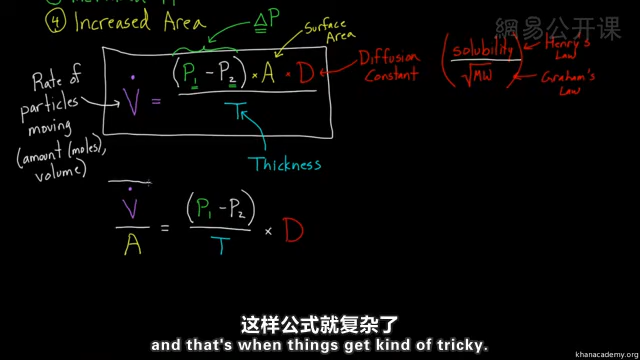 網易公开课
④ Increased Area
ΔP
Surface
Area
Rate of
particles
moving
(amount (moles),
volume)
V̇ = (P₁ - P₂) × A · D
T
Thickness
Diffusion
Constant
(solubility
√MW)
Henry's
Law
Graham's
Law
V̇
A
= (P₁ - P₂)
T
× D
这样公式就复杂了
and that's when things get kind of tricky.
khanacademy.org